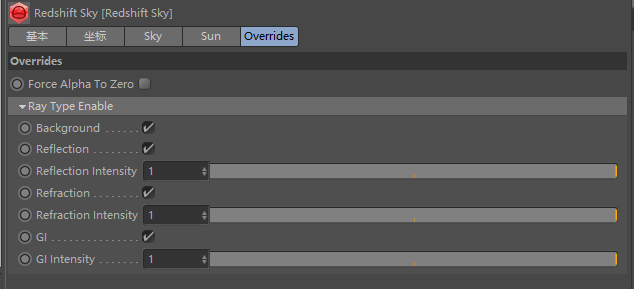 Redshift Sky [Redshift Sky]
基本 坐标 Sky Sun Overrides
Overrides
Force Alpha To Zero
Ray Type Enable
Background . . . . . . .
Reflection . . . . . . . .
Reflection Intensity 1
Refraction . . . . . . . .
Refraction Intensity 1
GI . . . . . . . . . . . . . .
GI Intensity . . . . . 1